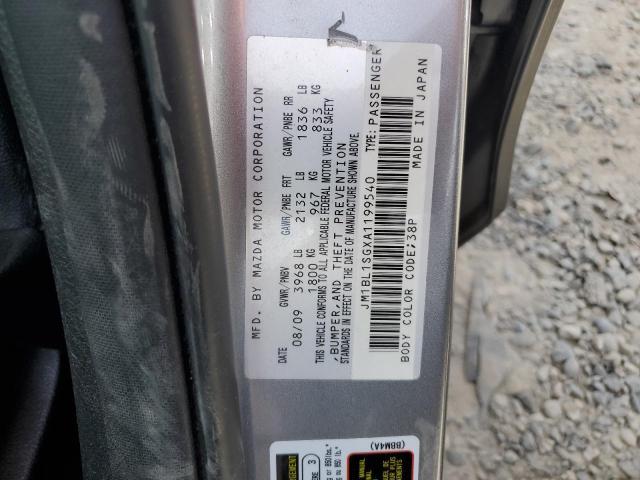 MFD. BY MAZDA MOTOR CORPORATION
DATE GVWR/PNBV GAWR/PNBE FRT GAWR/PNBE RR
08/09 3968 LB 2132 LB 1836 LB
1800 KG 967 KG 833 KG
THIS VEHICLE CONFORMS TO ALL APPLICABLE FEDERAL MOTOR VEHICLE SAFETY
,BUMPER,AND THEFT PREVENTION
STANDARDS IN EFFECT ON THE DATE OF MANUFACTURE SHOWN ABOVE.
JM1BL1SGXA1199540 TYPE:PASSENGER
BODY COLOR CODE;38P MADE IN JAPAN
(BBM4A)